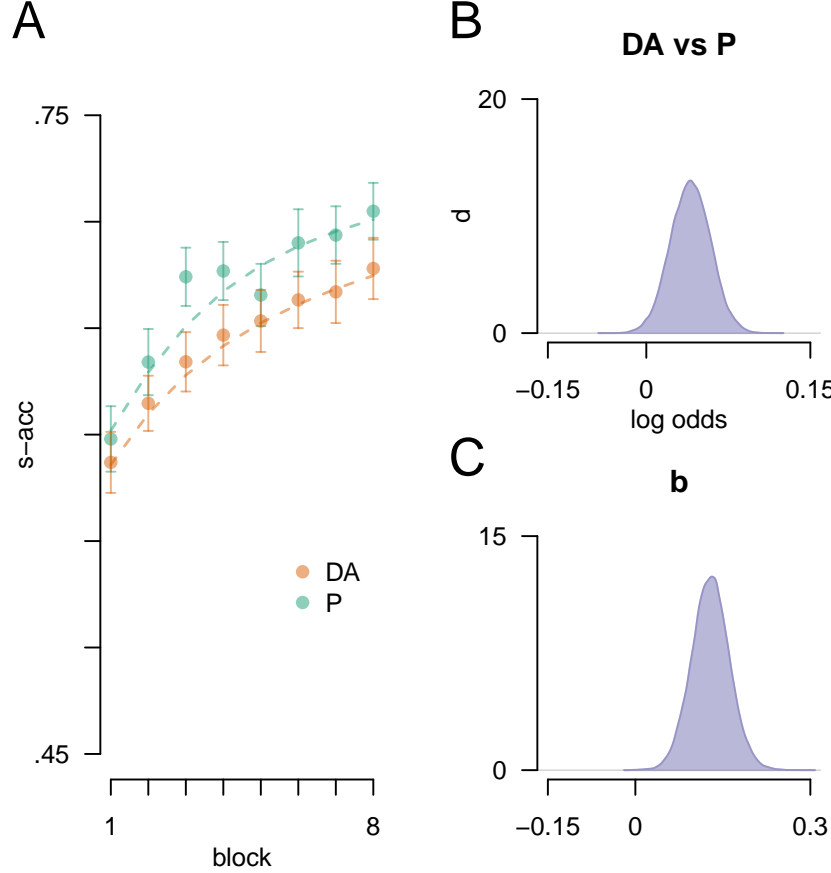 A
.75
s−acc
.45
1
8
block
DA
P
B
DA vs P
20
d
0
−0.15
0
0.15
log odds
C
b
15
0
−0.15
0
0.3